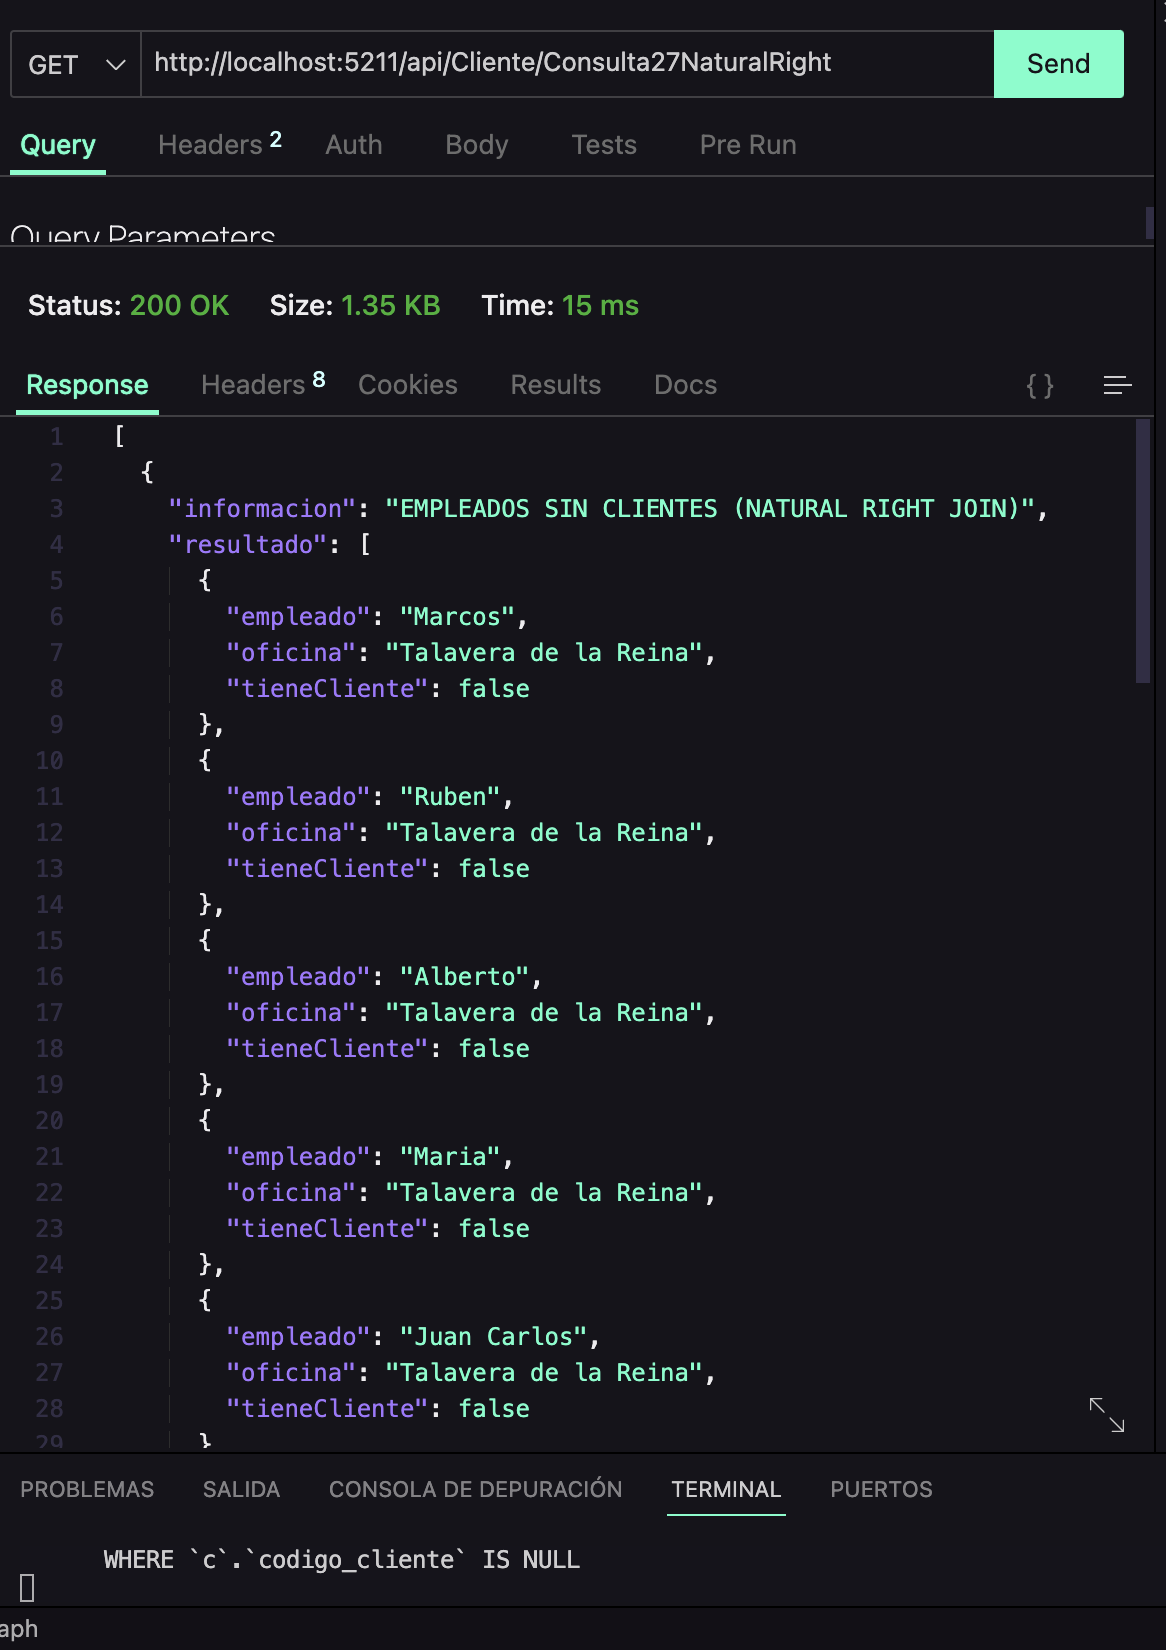 GET http://localhost:5211/api/Cliente/Consulta27NaturalRight Send
Query Headers 2 Auth Body Tests Pre Run
Query Parameters
Status: 200 OK Size: 1.35 KB Time: 15 ms
Response Headers 8 Cookies Results Docs { }
1 [
2 {
3 "informacion": "EMPLEADOS SIN CLIENTES (NATURAL RIGHT JOIN)",
4 "resultado": [
5 {
6 "empleado": "Marcos",
7 "oficina": "Talavera de la Reina",
8 "tieneCliente": false
9 },
10 {
11 "empleado": "Ruben",
12 "oficina": "Talavera de la Reina",
13 "tieneCliente": false
14 },
15 {
16 "empleado": "Alberto",
17 "oficina": "Talavera de la Reina",
18 "tieneCliente": false
19 },
20 {
21 "empleado": "Maria",
22 "oficina": "Talavera de la Reina",
23 "tieneCliente": false
24 },
25 {
26 "empleado": "Juan Carlos",
27 "oficina": "Talavera de la Reina",
28 "tieneCliente": false
29 }
PROBLEMAS SALIDA CONSOLA DE DEPURACIÓN TERMINAL PUERTOS
WHERE `c`.`codigo_cliente` IS NULL
aph